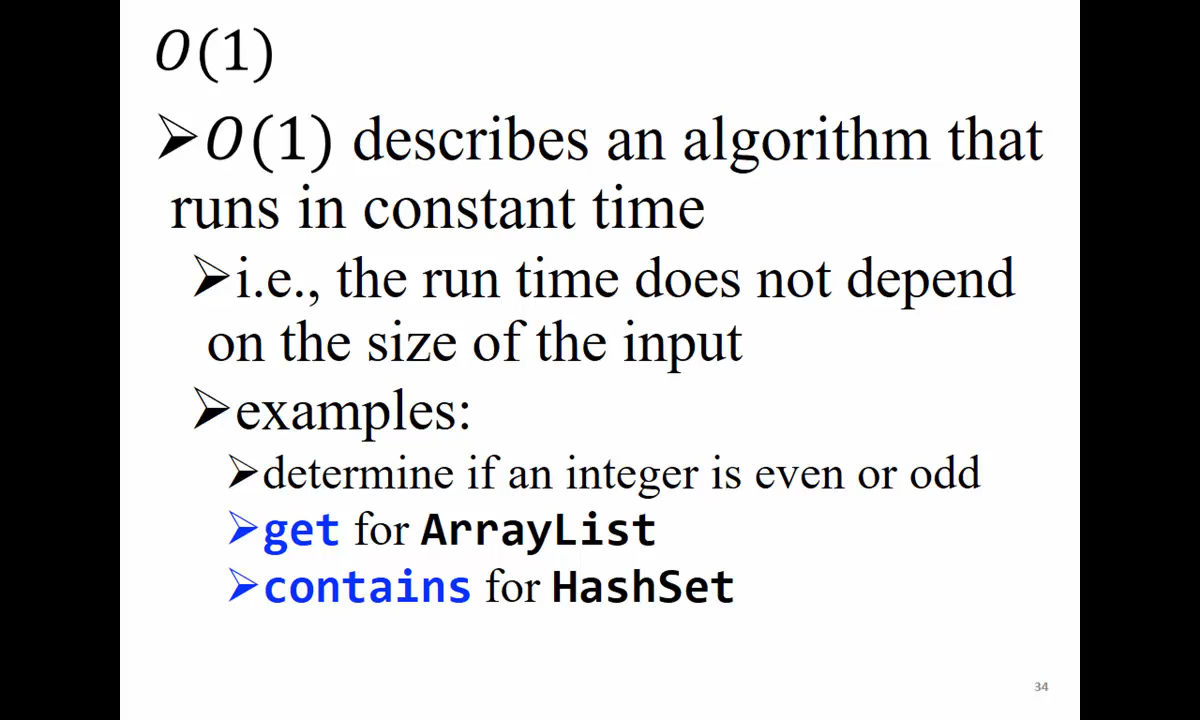 O(1)
➢O(1) describes an algorithm that
runs in constant time
➢i.e., the run time does not depend
on the size of the input
➢examples:
➢determine if an integer is even or odd
➢get for ArrayList
➢contains for HashSet
34